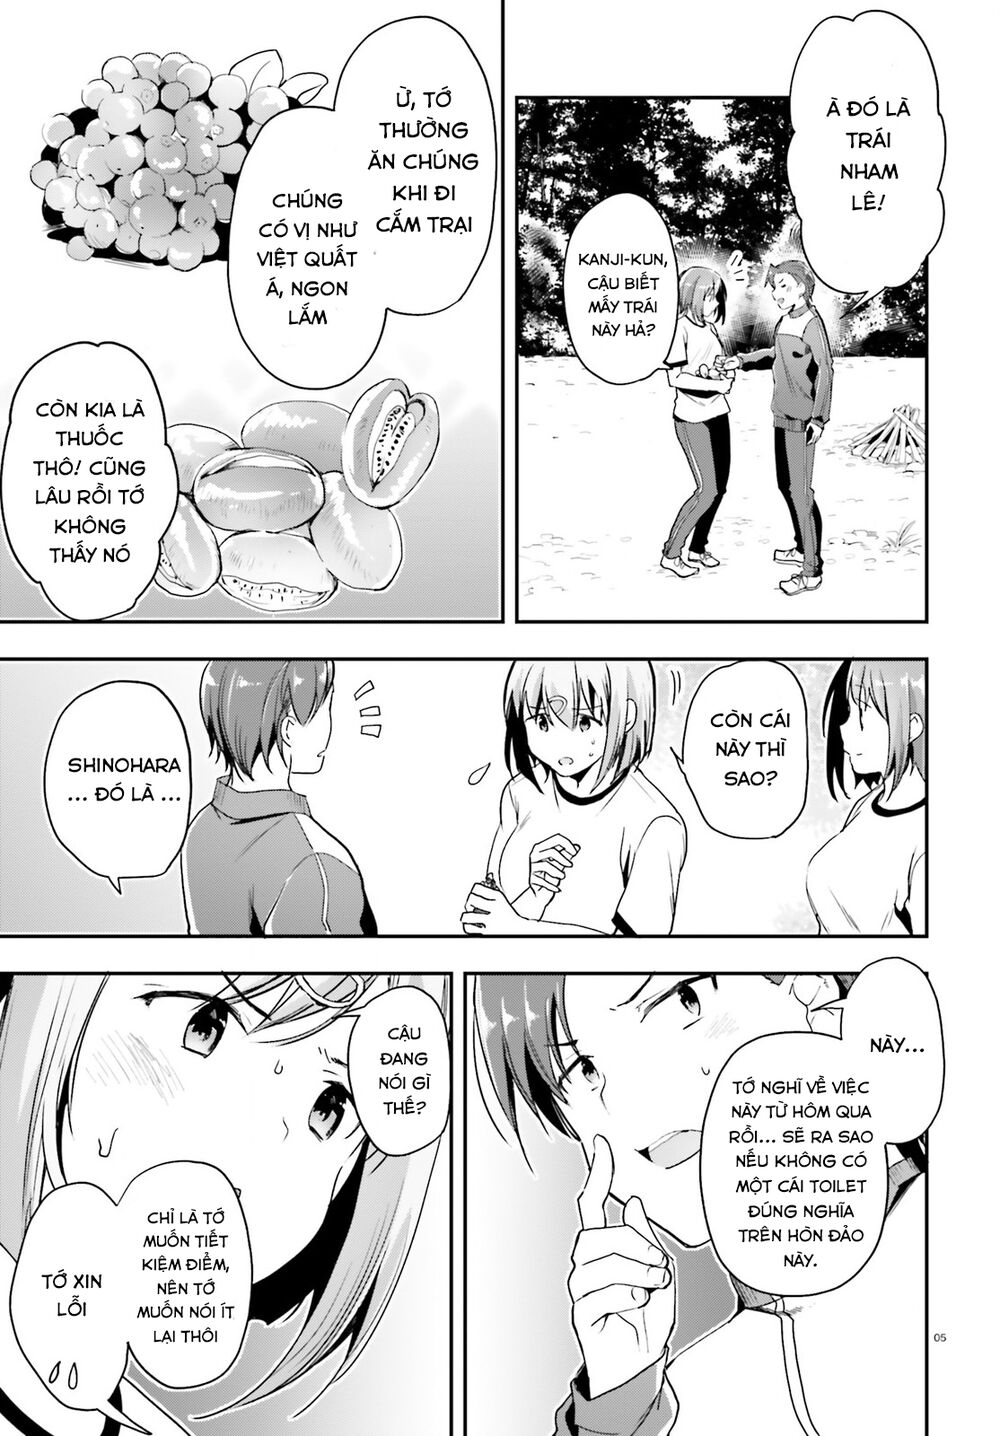 À ĐÓ LÀ
TRÁI
NHAM
LÊ!
KANJI-KUN,
CẬU BIẾT
MẤY TRÁI
NÀY HẢ?
Ừ, TỚ
THƯỜNG
ĂN CHÚNG
KHI ĐI
CẮM TRẠI
CHÚNG
CÓ VỊ NHƯ
VIỆT QUẤT
Á, NGON
LẮM
CÒN KIA LÀ
THUỐC
THÔ! CŨNG
LÂU RỒI TỚ
KHÔNG
THẤY NÓ
CÒN CÁI
NÀY THÌ
SAO?
SHINOHARA
... ĐÓ LÀ ...
NÀY...
TỚ NGHĨ VỀ VIỆC
NÀY TỪ HÔM QUA
RỒI... SẼ RA SAO
NẾU KHÔNG CÓ
MỘT CÁI TOILET
ĐÚNG NGHĨA
TRÊN HÒN ĐẢO
NÀY.
CẬU
ĐANG
NÓI GÌ
THẾ?
CHỈ LÀ TỚ
MUỐN TIẾT
KIỆM ĐIỂM,
NÊN TỚ
MUỐN NÓI ÍT
LẠI THÔI
TỚ XIN
LỖI
05